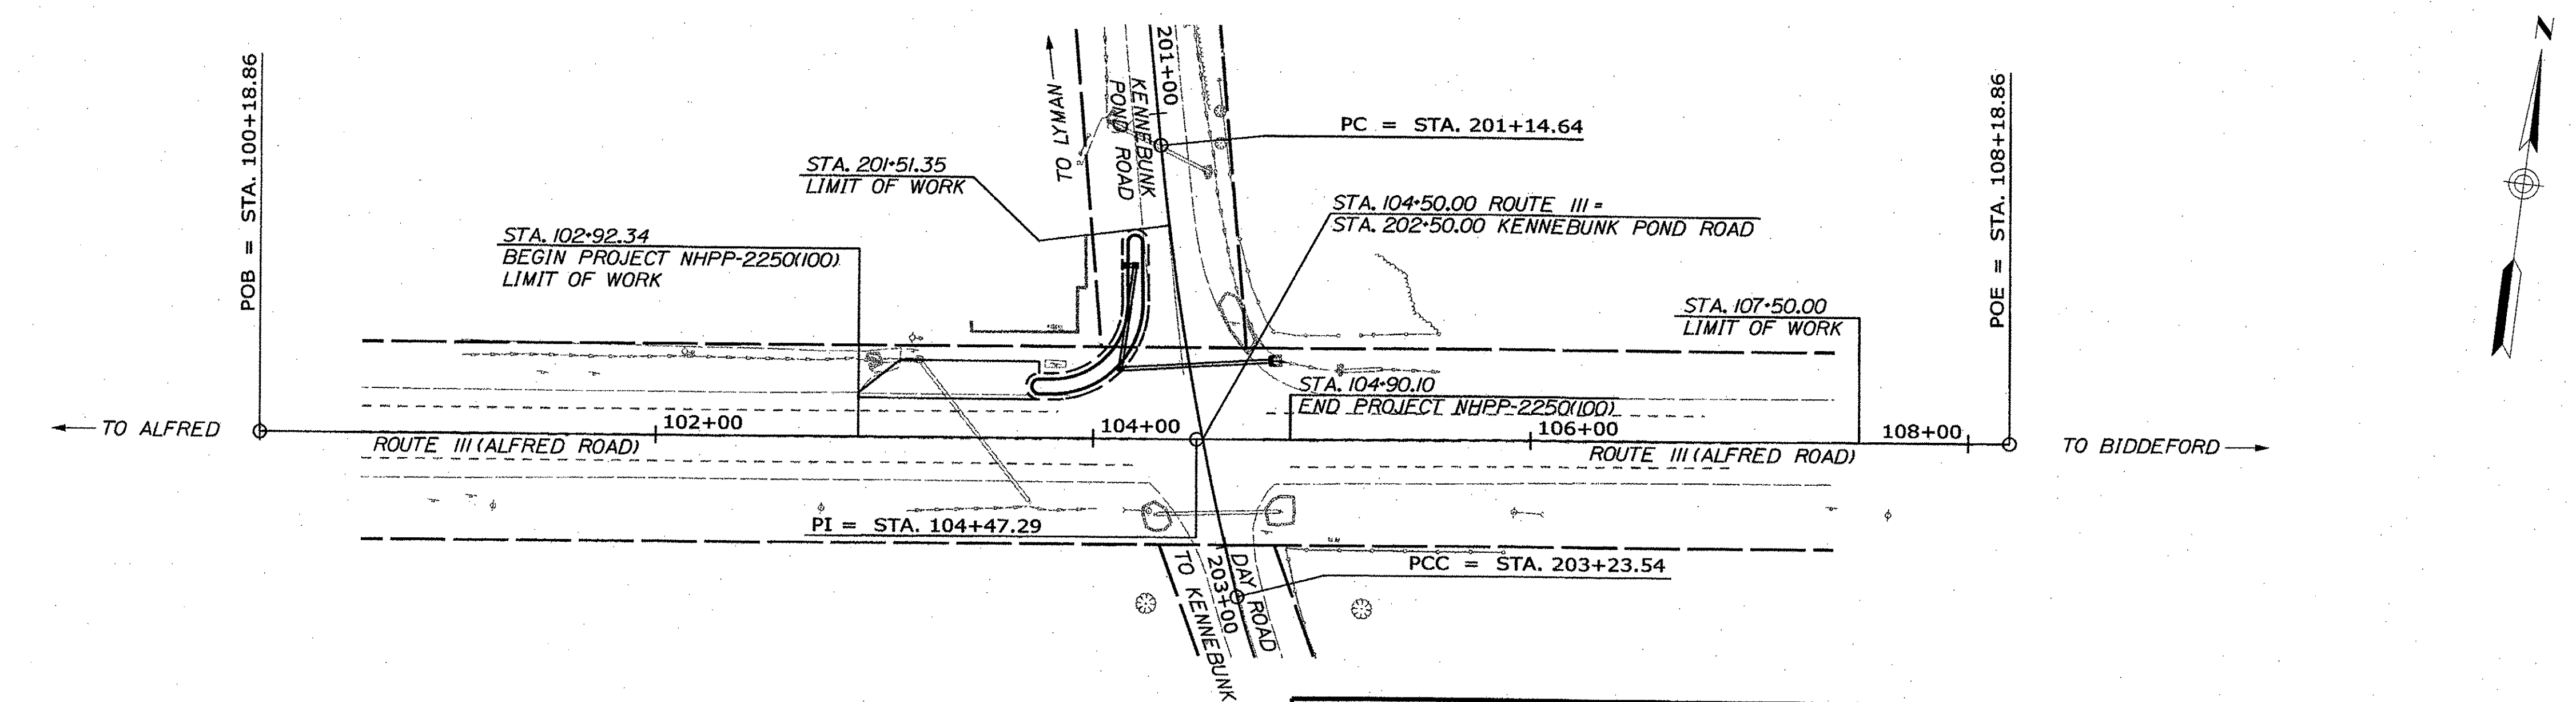 N
POB = STA. 100+18.86
TO LYMAN
KENNEBUNK
POND ROAD
201+00
PC = STA. 201+14.64
POE = STA. 108+18.86
STA. 201+51.35
LIMIT OF WORK
STA. 104+50.00 ROUTE 111 =
STA. 202+50.00 KENNEBUNK POND ROAD
STA. 102+92.34
BEGIN PROJECT NHPP-2250(100)
LIMIT OF WORK
STA. 107+50.00
LIMIT OF WORK
STA. 104+90.10
END PROJECT NHPP-2250(100)
TO ALFRED
102+00
104+00
106+00
108+00
TO BIDDEFORD
ROUTE 111 (ALFRED ROAD)
ROUTE 111 (ALFRED ROAD)
PI = STA. 104+47.29
PCC = STA. 203+23.54
DAY ROAD
203+00
TO KENNEBUNK